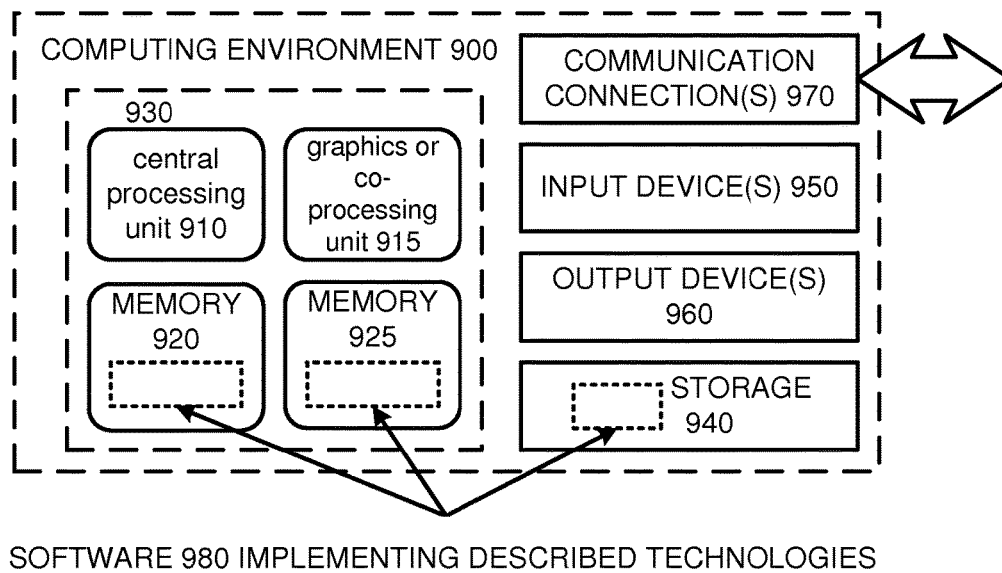 COMPUTING ENVIRONMENT 900
930
central
processing
unit 910
graphics or
co-
processing
unit 915
MEMORY
920
MEMORY
925
COMMUNICATION
CONNECTION(S) 970
INPUT DEVICE(S) 950
OUTPUT DEVICE(S)
960
STORAGE
940
SOFTWARE 980 IMPLEMENTING DESCRIBED TECHNOLOGIES